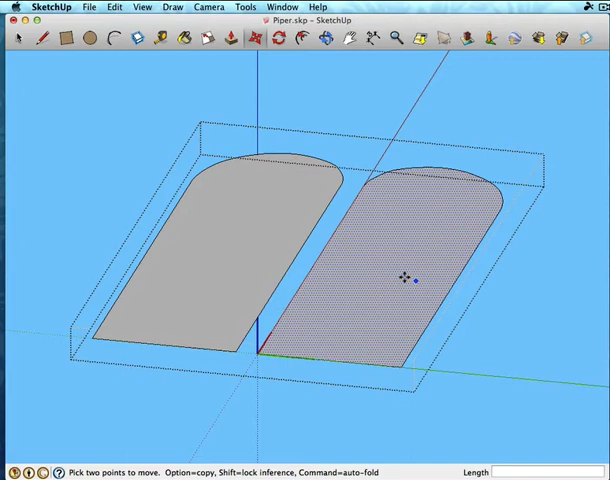 SketchUp File Edit View Draw Camera Tools Window Help
Piper.skp - SketchUp
Pick two points to move. Option=copy, Shift=lock inference, Command=auto-fold Length